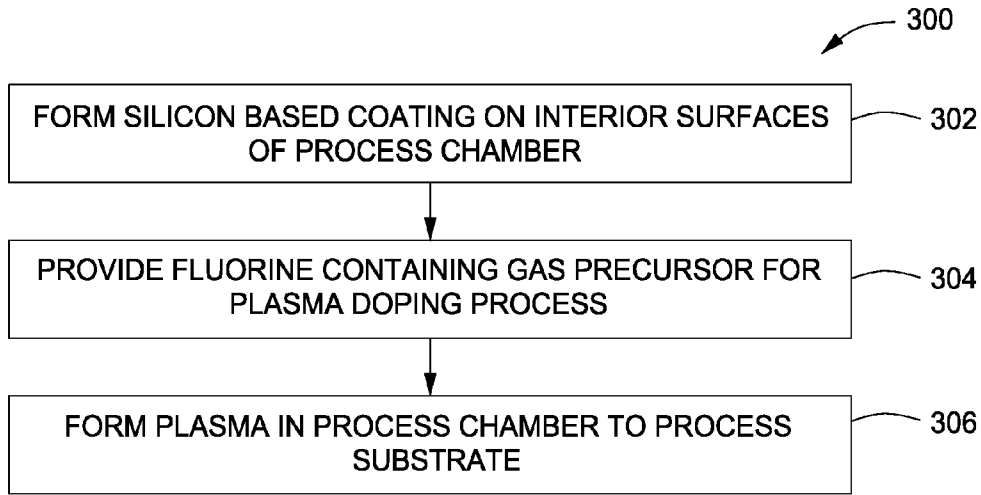 300
FORM SILICON BASED COATING ON INTERIOR SURFACES
OF PROCESS CHAMBER
302
PROVIDE FLUORINE CONTAINING GAS PRECURSOR FOR
PLASMA DOPING PROCESS
304
FORM PLASMA IN PROCESS CHAMBER TO PROCESS
SUBSTRATE
306